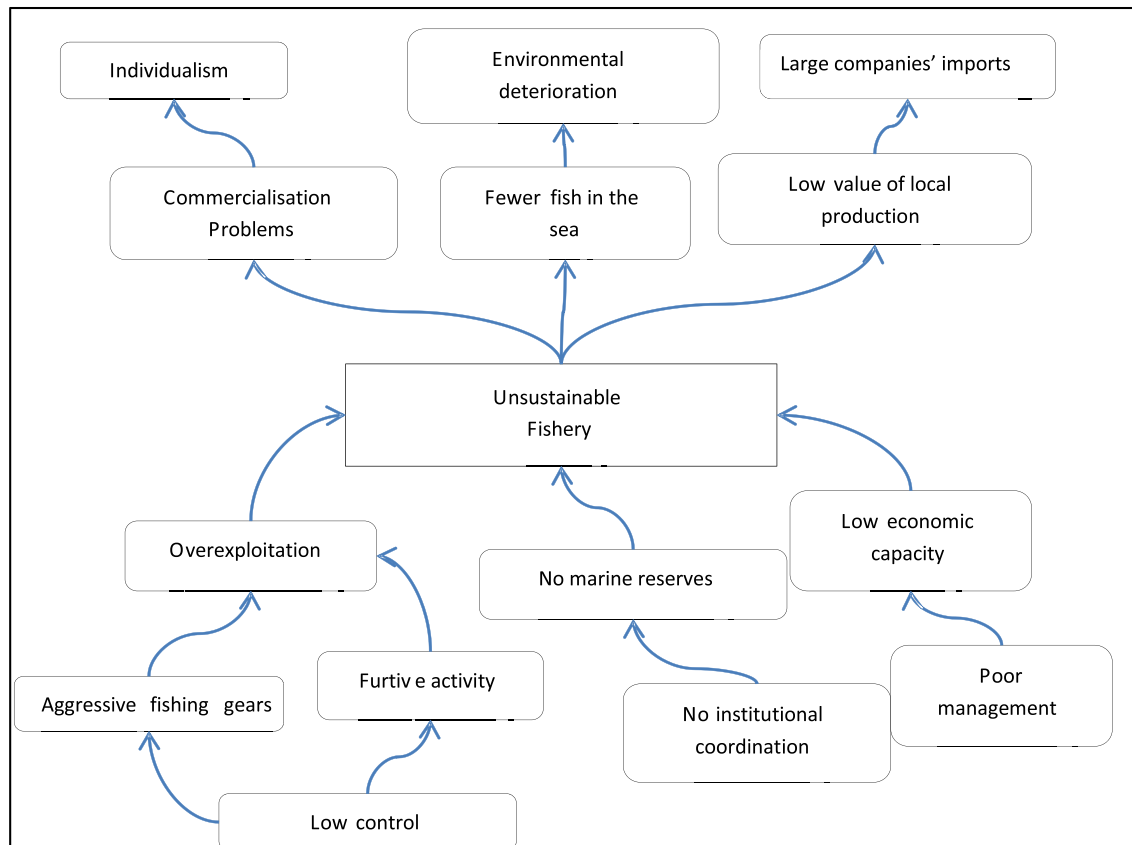 Individualism
Environmental
deterioration
Large companies’ imports
Commercialisation
Problems
Fewer fish in the
sea
Low value of local
production
Unsustainable
Fishery
Overexploitation
No marine reserves
Low economic
capacity
Aggressive fishing gears
Furtiv e activity
No institutional
coordination
Poor
management
Low control